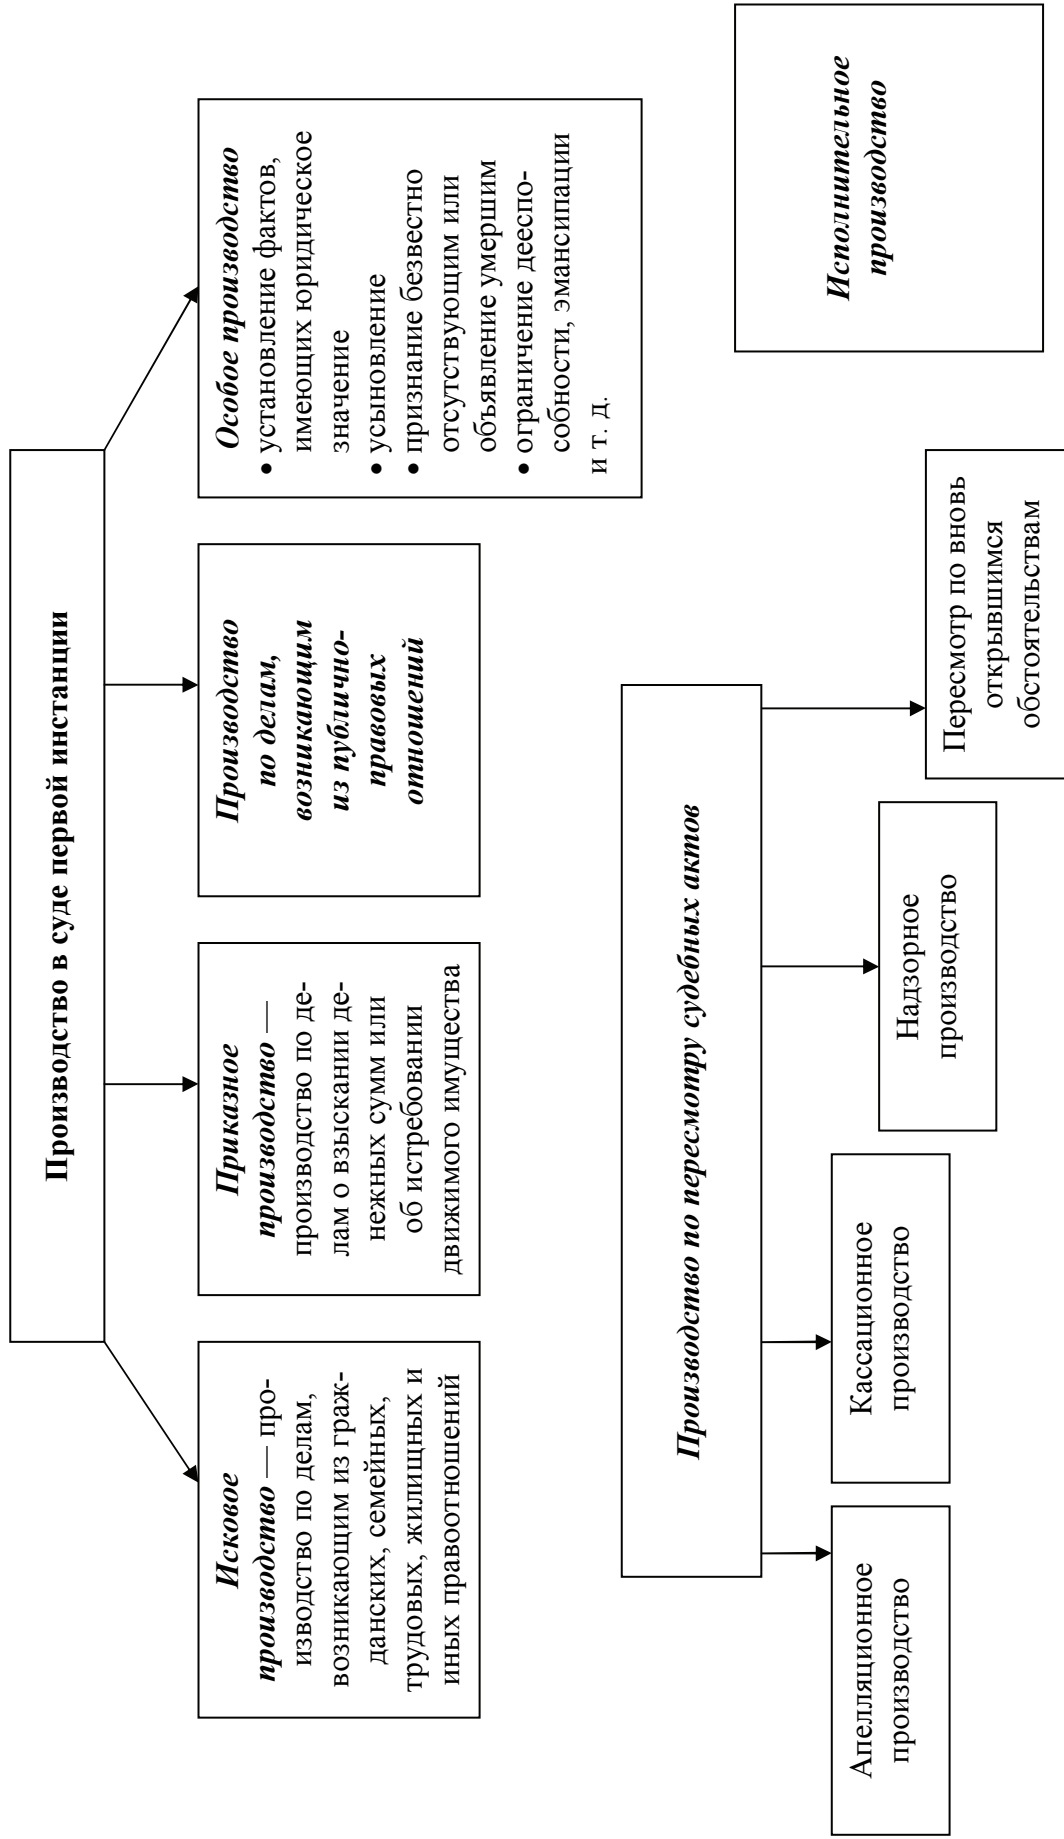 Производство в суде первой инстанции
Исковое
производство — про-
изводство по делам,
возникающим из граж-
данских, семейных,
трудовых, жилищных и
иных правоотношений
Приказное
производство —
производство по де-
лам о взыскании де-
нежных сумм или
об истребовании
движимого имущества
Производство
по делам,
возникающим
из публично-
правовых
отношений
Особое производство
• установление фактов,
имеющих юридическое
значение
• усыновление
• признание безвестно
отсутствующим или
объявление умершим
• ограничение дееспо-
собности, эмансипации
и т. д.
Производство по пересмотру судебных актов
Апелляционное
производство
Кассационное
производство
Надзорное
производство
Пересмотр по вновь
открывшимся
обстоятельствам
Исполнительное
производство